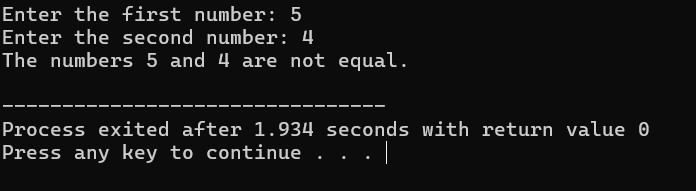 Enter the first number: 5
Enter the second number: 4
The numbers 5 and 4 are not equal.
--------------------------------
Process exited after 1.934 seconds with return value 0
Press any key to continue . . .